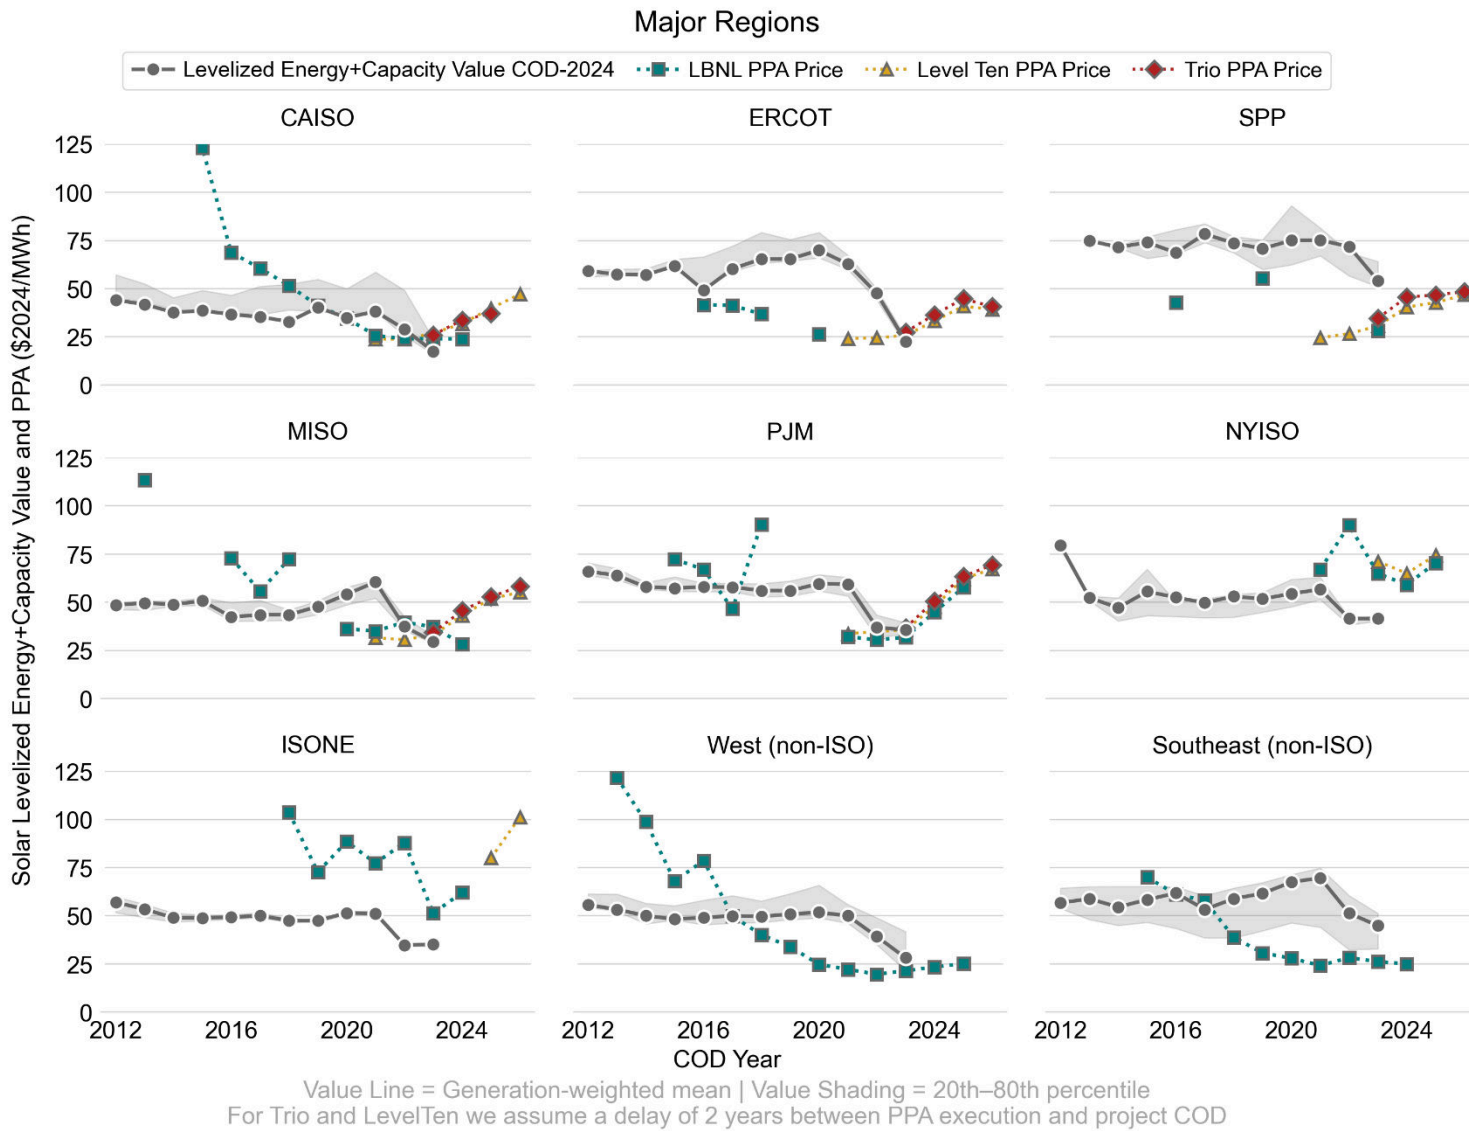 Major Regions
Levelized Energy+Capacity Value COD-2024 LBNL PPA Price Level Ten PPA Price Trio PPA Price
CAISO ERCOT SPP
125
100
75
50
25
0
MISO PJM NYISO
125
100
75
50
25
0
ISONE West (non-ISO) Southeast (non-ISO)
125
100
75
50
25
0
Solar Levelized Energy+Capacity Value and PPA ($2024/MWh)
2012 2016 2020 2024 2012 2016 2020 2024 2012 2016 2020 2024
COD Year
Value Line = Generation-weighted mean | Value Shading = 20th–80th percentile
For Trio and LevelTen we assume a delay of 2 years between PPA execution and project COD